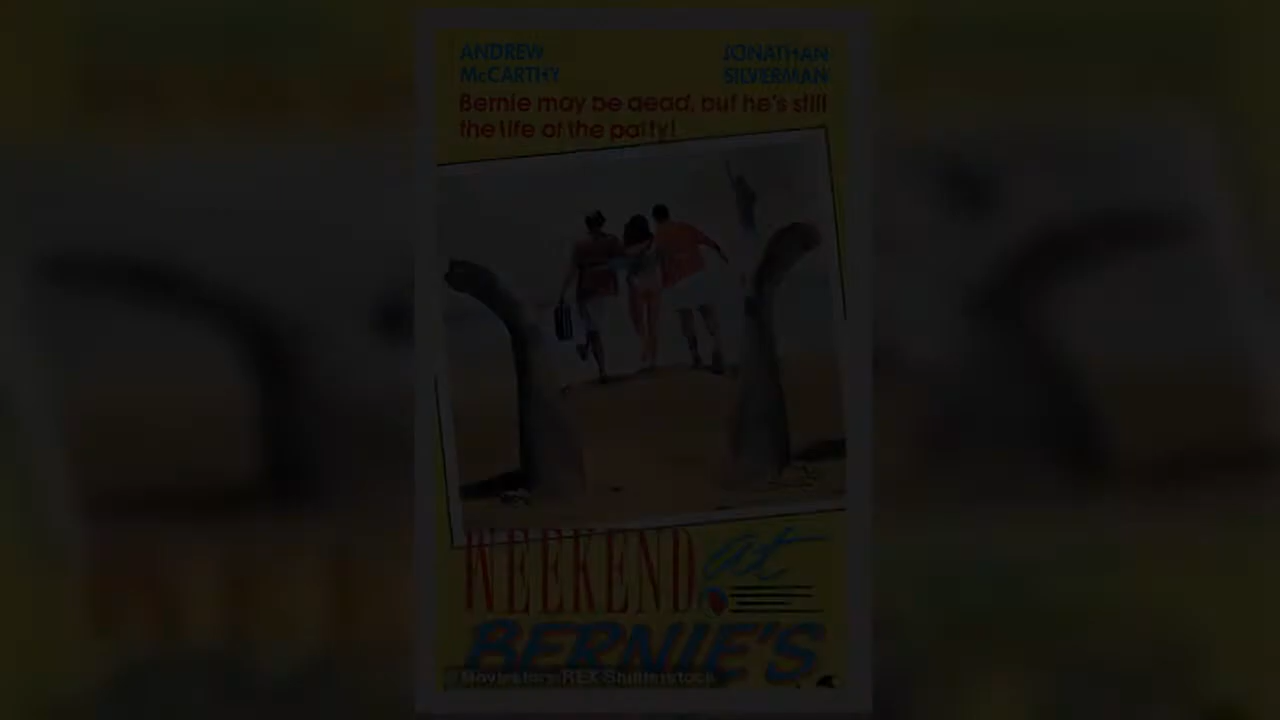 ANDREW
McCARTHY
JONATHAN
SILVERMAN
Bernie may be dead, but he's still
the life of the party!
WEEKEND at
BERNIE'S
Moviestore/REX Shutterstock